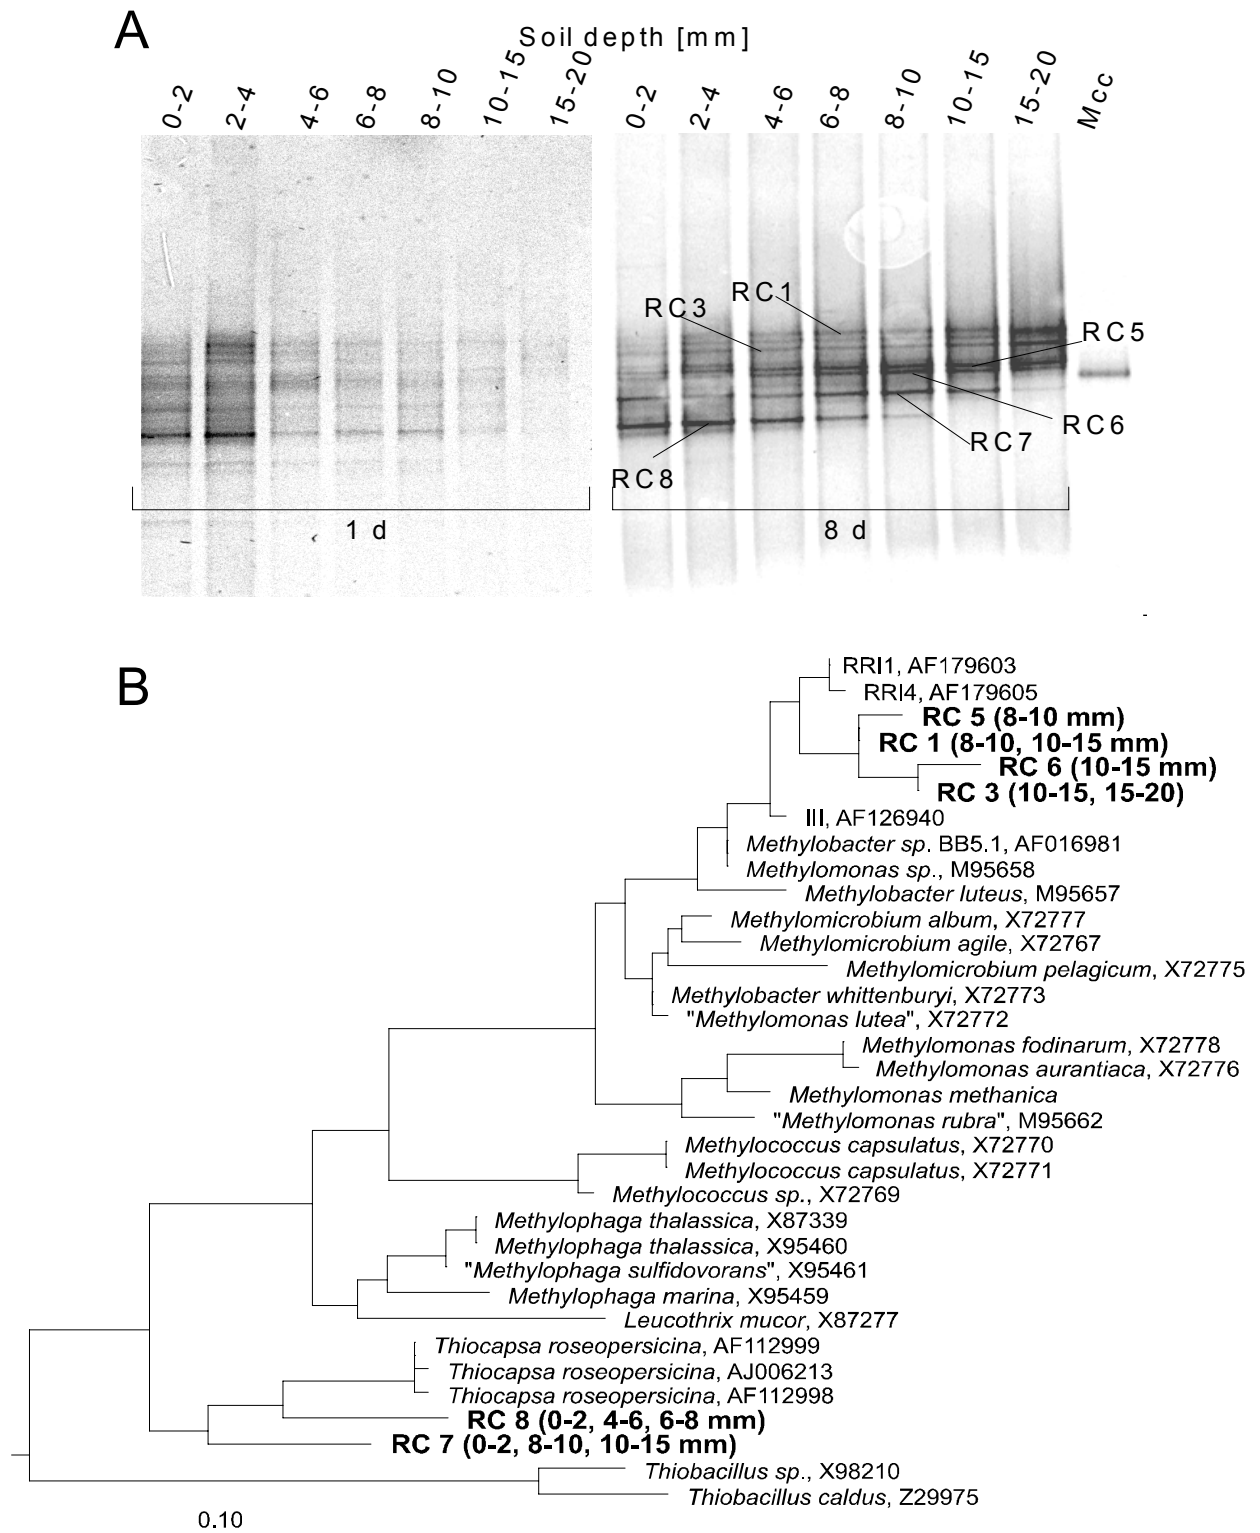 A
Soil depth [mm]
0-2 2-4 4-6 6-8 8-10 10-15 15-20 0-2 2-4 4-6 6-8 8-10 10-15 15-20 Mcc
RC1
RC3
RC5
RC6
RC7
RC8
1 d 8 d
B
RRI1, AF179603
RRI4, AF179605
RC 5 (8-10 mm)
RC 1 (8-10, 10-15 mm)
RC 6 (10-15 mm)
RC 3 (10-15, 15-20)
III, AF126940
Methylobacter sp. BB5.1, AF016981
Methylomonas sp., M95658
Methylobacter luteus, M95657
Methylomicrobium album, X72777
Methylomicrobium agile, X72767
Methylomicrobium pelagicum, X72775
Methylobacter whittenburyi, X72773
"Methylomonas lutea", X72772
Methylomonas fodinarum, X72778
Methylomonas aurantiaca, X72776
Methylomonas methanica
"Methylomonas rubra", M95662
Methylococcus capsulatus, X72770
Methylococcus capsulatus, X72771
Methylococcus sp., X72769
Methylophaga thalassica, X87339
Methylophaga thalassica, X95460
"Methylophaga sulfidovorans", X95461
Methylophaga marina, X95459
Leucothrix mucor, X87277
Thiocapsa roseopersicina, AF112999
Thiocapsa roseopersicina, AJ006213
Thiocapsa roseopersicina, AF112998
RC 8 (0-2, 4-6, 6-8 mm)
RC 7 (0-2, 8-10, 10-15 mm)
Thiobacillus sp., X98210
Thiobacillus caldus, Z29975
0.10